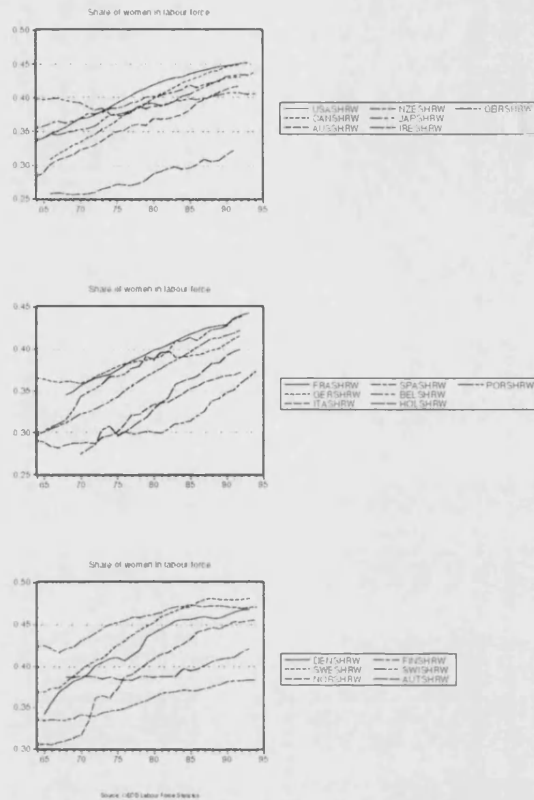 Share of women in labour force
0.50
0.45
0.40
0.35
0.30
0.25
65 70 75 80 85 90 95
USASHRW NZESHRW GBRSHRW
CANSHRW JAPSHRW
AUSSHRW IRESHRW
Share of women in labour force
0.45
0.40
0.35
0.30
0.25
65 70 75 80 85 90 95
FRASHRW SPASHRW PORSHRW
GERSHRW BELSHRW
ITASHRW HOLSHRW
Share of women in labour force
0.50
0.45
0.40
0.35
0.30
65 70 75 80 85 90 95
DENSHRW FINSHRW
SWESHRW SWISHRW
NORSHRW AUTSHRW
Labour Force Statistics